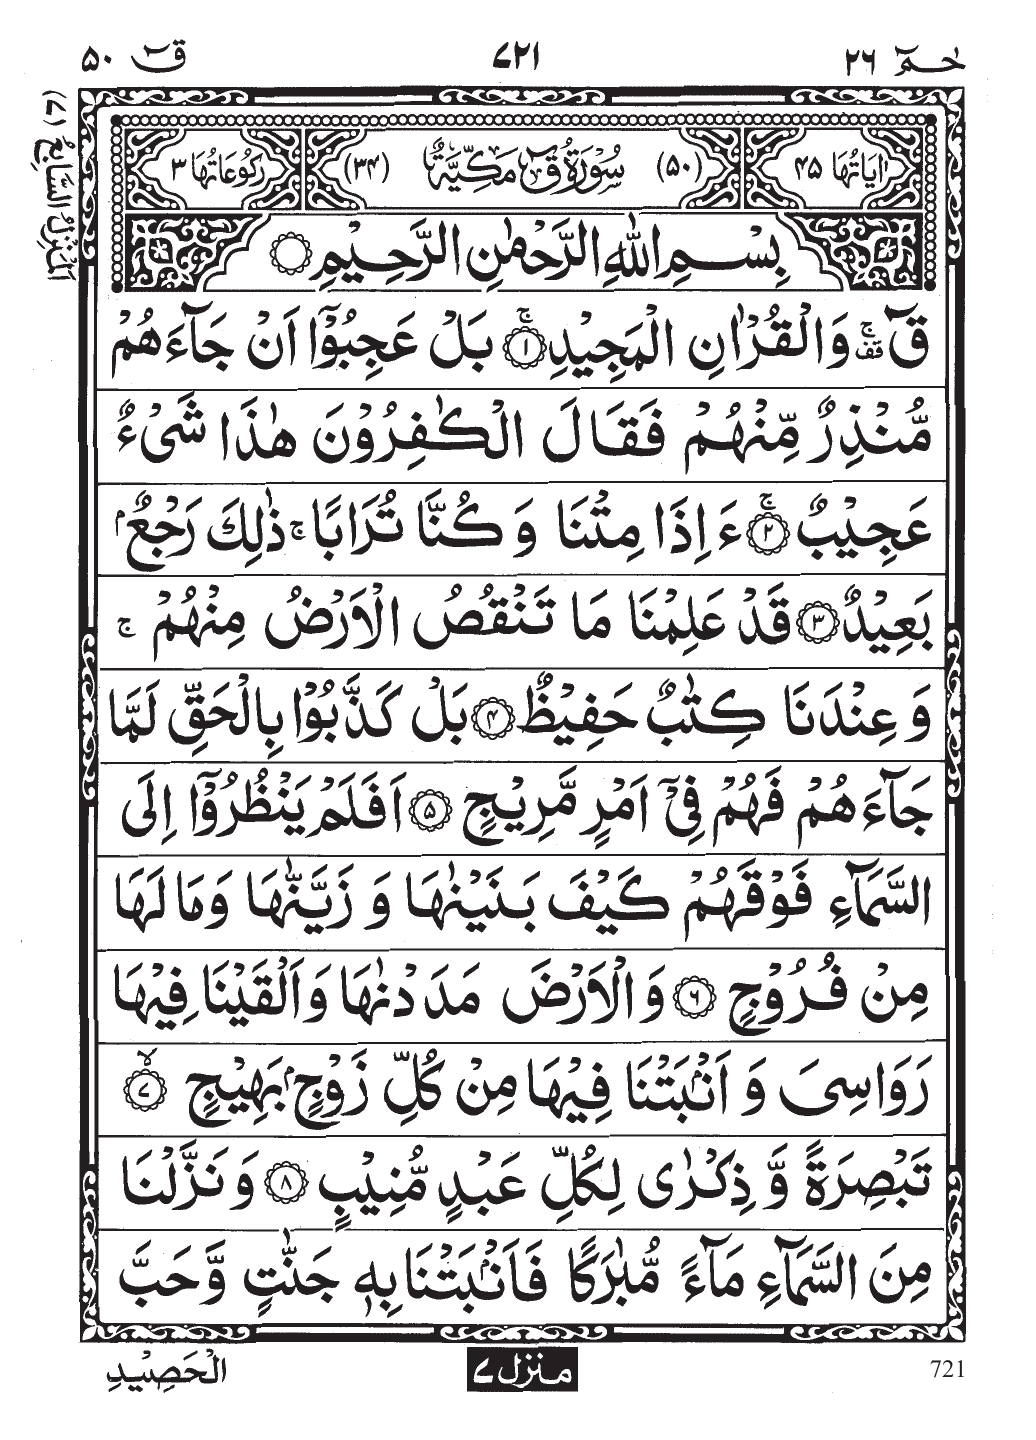 حٰمٓ ٢٦
٧٢١
قٓ ٥٠
اَلْمَنْزِلُ السَّابِعُ (٧)
اٰيَاتُهَا ٤٥
(٥٠) سُوْرَةُ قٓ مَكِّيَّةٌ (٣٤)
رُكُوْعَاتُهَا ٣
بِسْمِ اللّٰهِ الرَّحْمٰنِ الرَّحِيْمِ ○
قٓ ۚ قف وَالْقُرْاٰنِ الْمَجِيْدِ ۚ﴿١﴾ بَلْ عَجِبُوْۤا اَنْ جَآءَهُمْ
مُّنْذِرٌ مِّنْهُمْ فَقَالَ الْكٰفِرُوْنَ هٰذَا شَىْءٌ
عَجِيْبٌ ۚ﴿٢﴾ ءَاِذَا مِتْنَا وَ كُنَّا تُرَابًا ۚ ذٰلِكَ رَجْعٌۢ
بَعِيْدٌ ﴿٣﴾ قَدْ عَلِمْنَا مَا تَنْقُصُ الْاَرْضُ مِنْهُمْ ۚ
وَ عِنْدَنَا كِتٰبٌ حَفِيْظٌ ﴿٤﴾ بَلْ كَذَّبُوْا بِالْحَقِّ لَمَّا
جَآءَهُمْ فَهُمْ فِىْۤ اَمْرٍ مَّرِيْجٍ ﴿٥﴾ اَفَلَمْ يَنْظُرُوْۤا اِلَى
السَّمَآءِ فَوْقَهُمْ كَيْفَ بَنَيْنٰهَا وَ زَيَّنّٰهَا وَمَا لَهَا
مِنْ فُرُوْجٍ ﴿٦﴾ وَالْاَرْضَ مَدَدْنٰهَا وَاَلْقَيْنَا فِيْهَا
رَوَاسِىَ وَ اَنْۢبَتْنَا فِيْهَا مِنْ كُلِّ زَوْجٍۭ بَهِيْجٍ ۙ﴿٧﴾
تَبْصِرَةً وَّ ذِكْرٰى لِكُلِّ عَبْدٍ مُّنِيْبٍ ﴿٨﴾ وَ نَزَّلْنَا
مِنَ السَّمَآءِ مَآءً مُّبٰرَكًا فَاَنْۢبَتْنَا بِهٖ جَنّٰتٍ وَّحَبَّ
الْحَصِيْدِ
منزل ٧
721